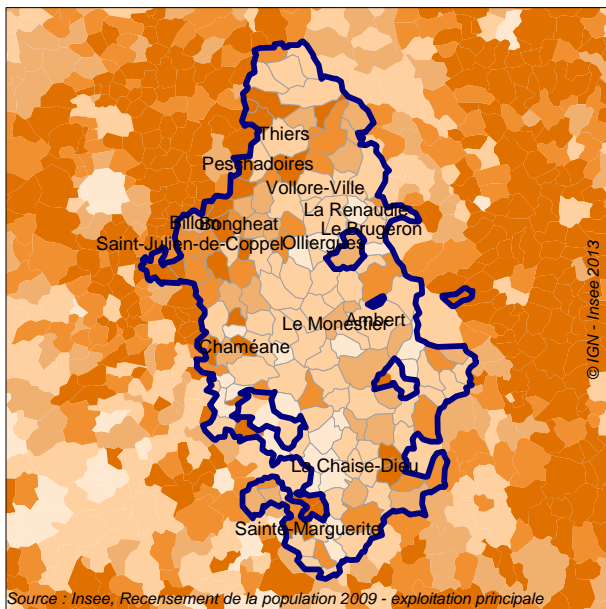 Thiers
Peschadoires
Vollore-Ville
La Renaudie
Billom
Bongheat
Le Brugeron
Saint-Julien-de-Coppel
Olliergues
Le Monestier
Ambert
Chaméane
La Chaise-Dieu
Sainte-Marguerite
© IGN - Insee 2013
Source : Insee, Recensement de la population 2009 - exploitation principale